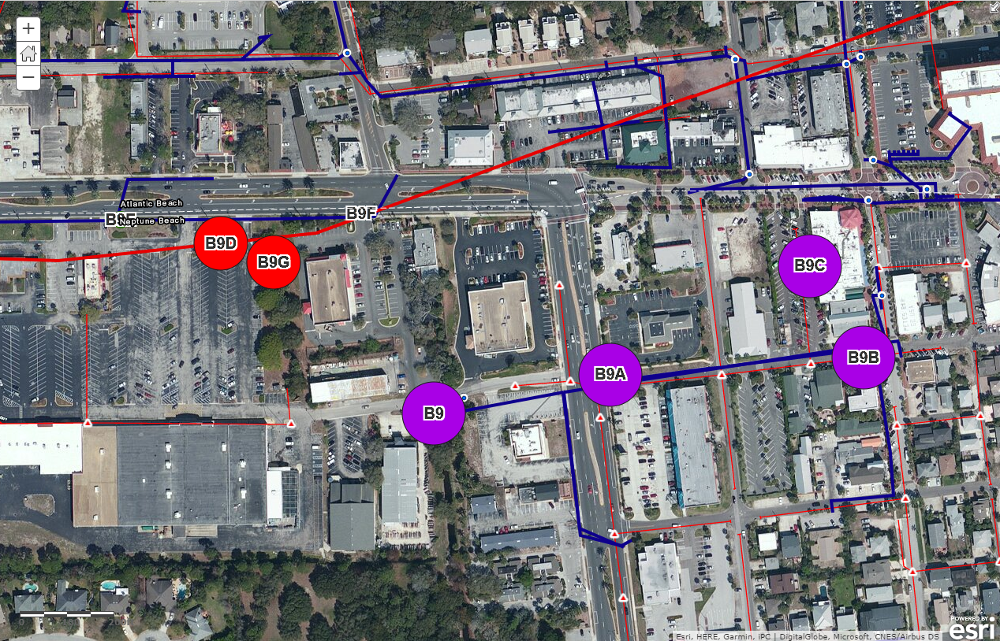 +
−
Atlantic Beach
B9E
Neptune Beach
B9F
B9D
B9G
B9C
B9B
B9A
B9
POWERED BY
esri
Esri, HERE, Garmin, iPC | DigitalGlobe, Microsoft, CNES/Airbus DS